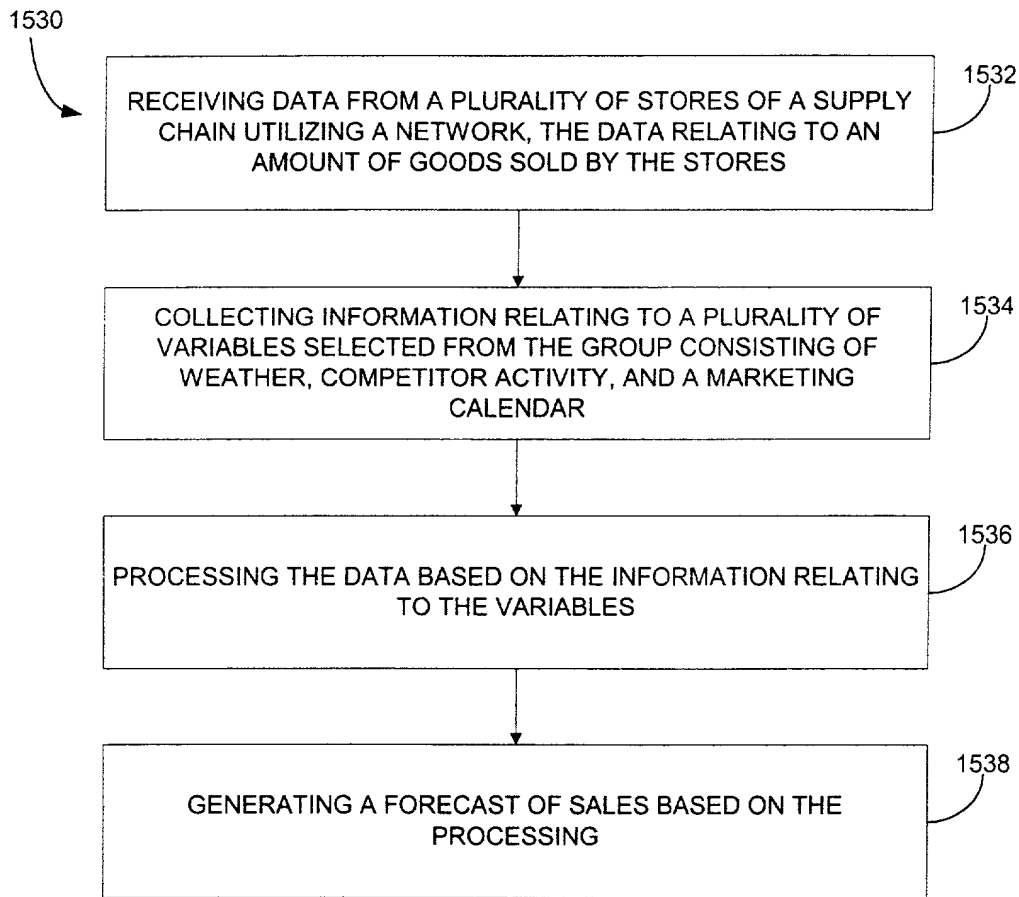 1530
1532
RECEIVING DATA FROM A PLURALITY OF STORES OF A SUPPLY
CHAIN UTILIZING A NETWORK, THE DATA RELATING TO AN
AMOUNT OF GOODS SOLD BY THE STORES
1534
COLLECTING INFORMATION RELATING TO A PLURALITY OF
VARIABLES SELECTED FROM THE GROUP CONSISTING OF
WEATHER, COMPETITOR ACTIVITY, AND A MARKETING
CALENDAR
1536
PROCESSING THE DATA BASED ON THE INFORMATION RELATING
TO THE VARIABLES
1538
GENERATING A FORECAST OF SALES BASED ON THE
PROCESSING